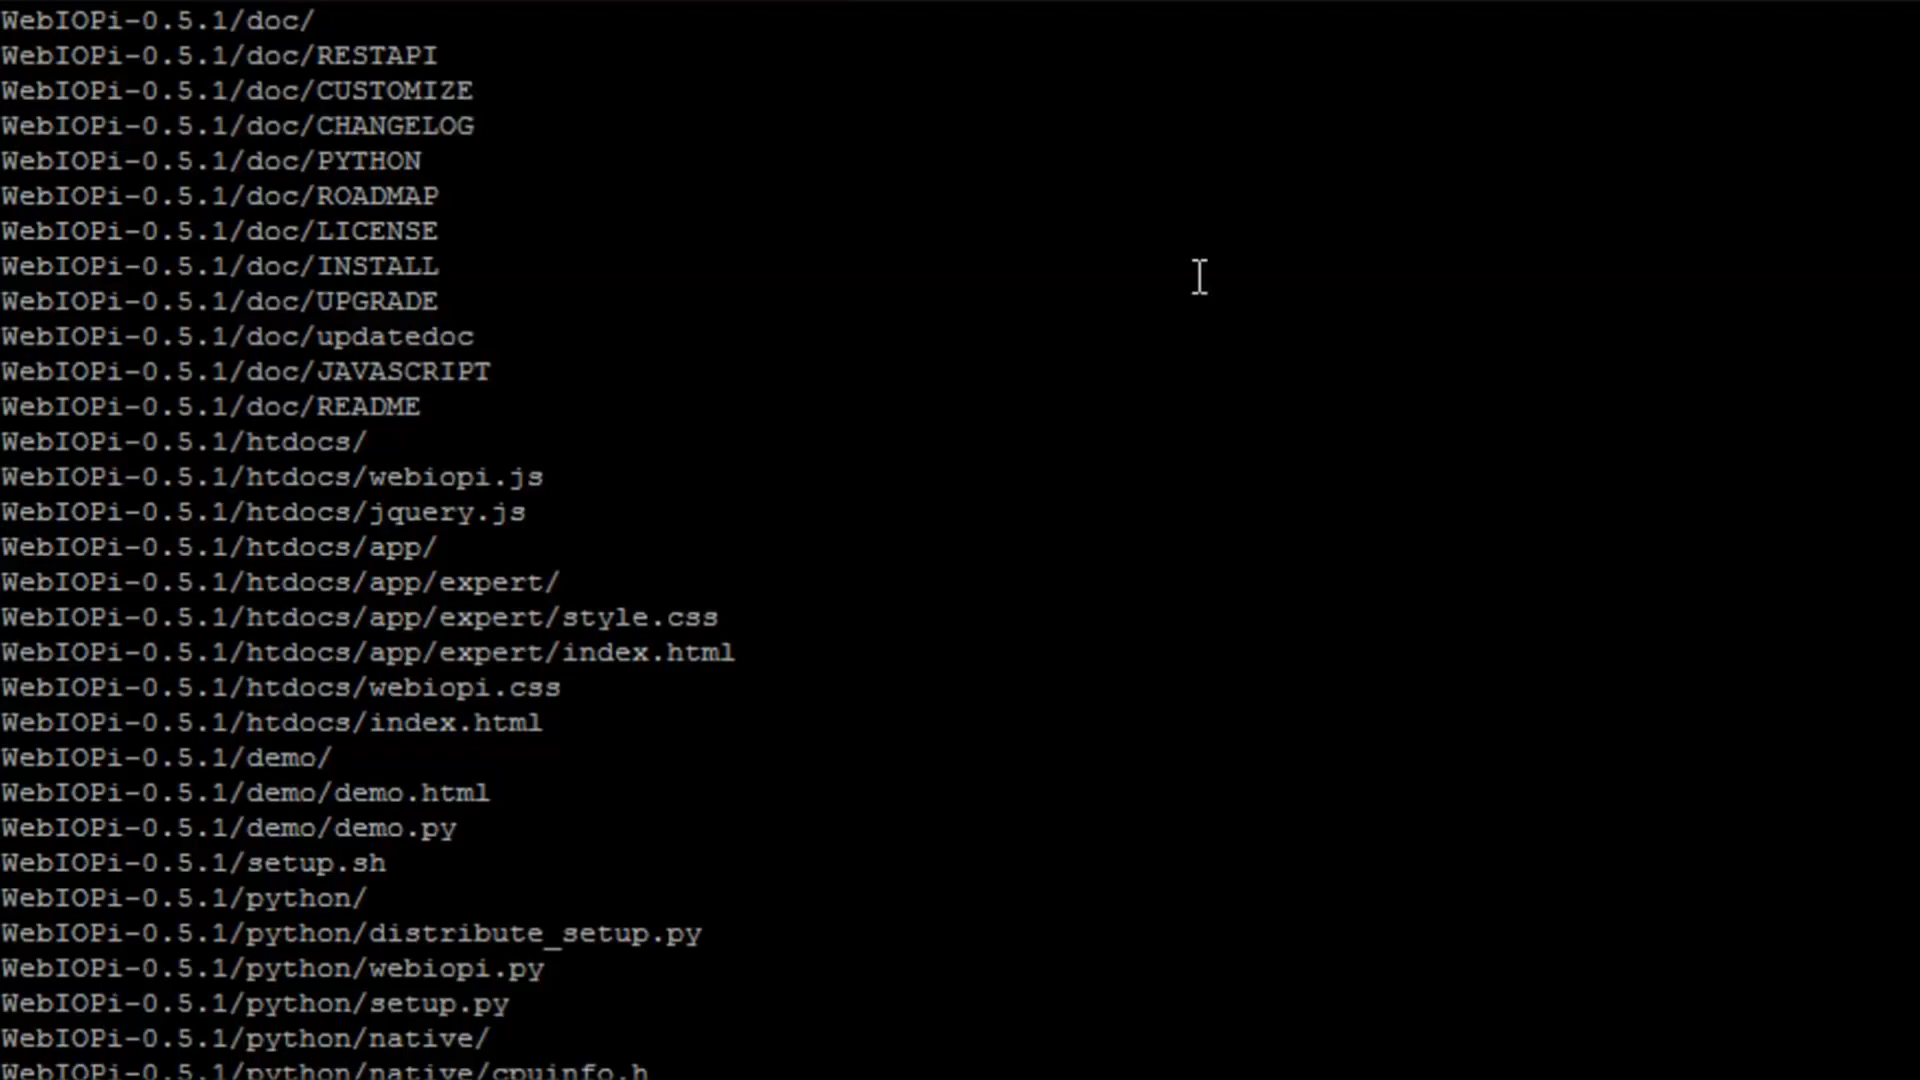 WebIOPi-0.5.1/doc/
WebIOPi-0.5.1/doc/RESTAPI
WebIOPi-0.5.1/doc/CUSTOMIZE
WebIOPi-0.5.1/doc/CHANGELOG
WebIOPi-0.5.1/doc/PYTHON
WebIOPi-0.5.1/doc/ROADMAP
WebIOPi-0.5.1/doc/LICENSE
WebIOPi-0.5.1/doc/INSTALL
WebIOPi-0.5.1/doc/UPGRADE
WebIOPi-0.5.1/doc/updatedoc
WebIOPi-0.5.1/doc/JAVASCRIPT
WebIOPi-0.5.1/doc/README
WebIOPi-0.5.1/htdocs/
WebIOPi-0.5.1/htdocs/webiopi.js
WebIOPi-0.5.1/htdocs/jquery.js
WebIOPi-0.5.1/htdocs/app/
WebIOPi-0.5.1/htdocs/app/expert/
WebIOPi-0.5.1/htdocs/app/expert/style.css
WebIOPi-0.5.1/htdocs/app/expert/index.html
WebIOPi-0.5.1/htdocs/webiopi.css
WebIOPi-0.5.1/htdocs/index.html
WebIOPi-0.5.1/demo/
WebIOPi-0.5.1/demo/demo.html
WebIOPi-0.5.1/demo/demo.py
WebIOPi-0.5.1/setup.sh
WebIOPi-0.5.1/python/
WebIOPi-0.5.1/python/distribute_setup.py
WebIOPi-0.5.1/python/webiopi.py
WebIOPi-0.5.1/python/setup.py
WebIOPi-0.5.1/python/native/
WebIOPi-0.5.1/python/native/cpuinfo.h